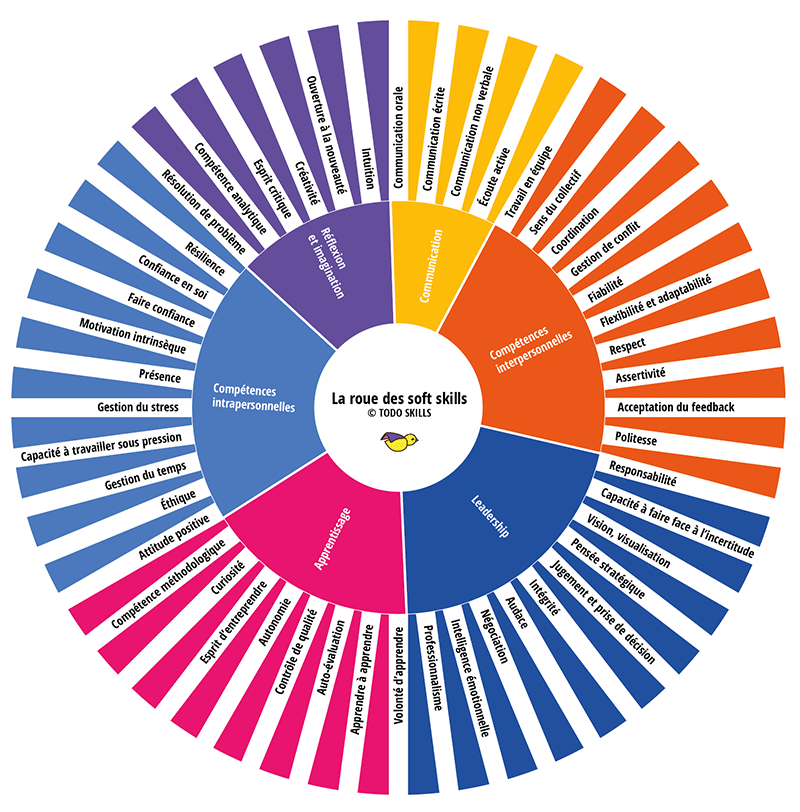 La roue des soft skills
© TODO SKILLS
Communication
Communication orale
Communication écrite
Communication non verbale
Écoute active
Compétences
interpersonnelles
Travail en équipe
Sens du collectif
Coordination
Gestion de conflit
Fiabilité
Flexibilité et adaptabilité
Respect
Assertivité
Acceptation du feedback
Politesse
Responsabilité
Leadership
Capacité à faire face à l'incertitude
Vision, visualisation
Pensée stratégique
Jugement et prise de décision
Intégrité
Audace
Négociation
Intelligence émotionnelle
Professionnalisme
Apprentissage
Volonté d'apprendre
Apprendre à apprendre
Auto-évaluation
Contrôle de qualité
Autonomie
Esprit d'entreprendre
Curiosité
Compétence méthodologique
Compétences
intrapersonnelles
Attitude positive
Éthique
Gestion du temps
Capacité à travailler sous pression
Gestion du stress
Présence
Motivation intrinsèque
Faire confiance
Confiance en soi
Résilience
Réflexion
et imagination
Résolution de problème
Compétence analytique
Esprit critique
Créativité
Ouverture à la nouveauté
Intuition